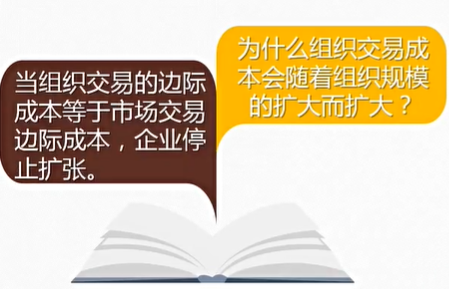 当组织交易的边际
成本等于市场交易
边际成本，企业停
止扩张。
为什么组织交易成
本会随着组织规模
的扩大而扩大？